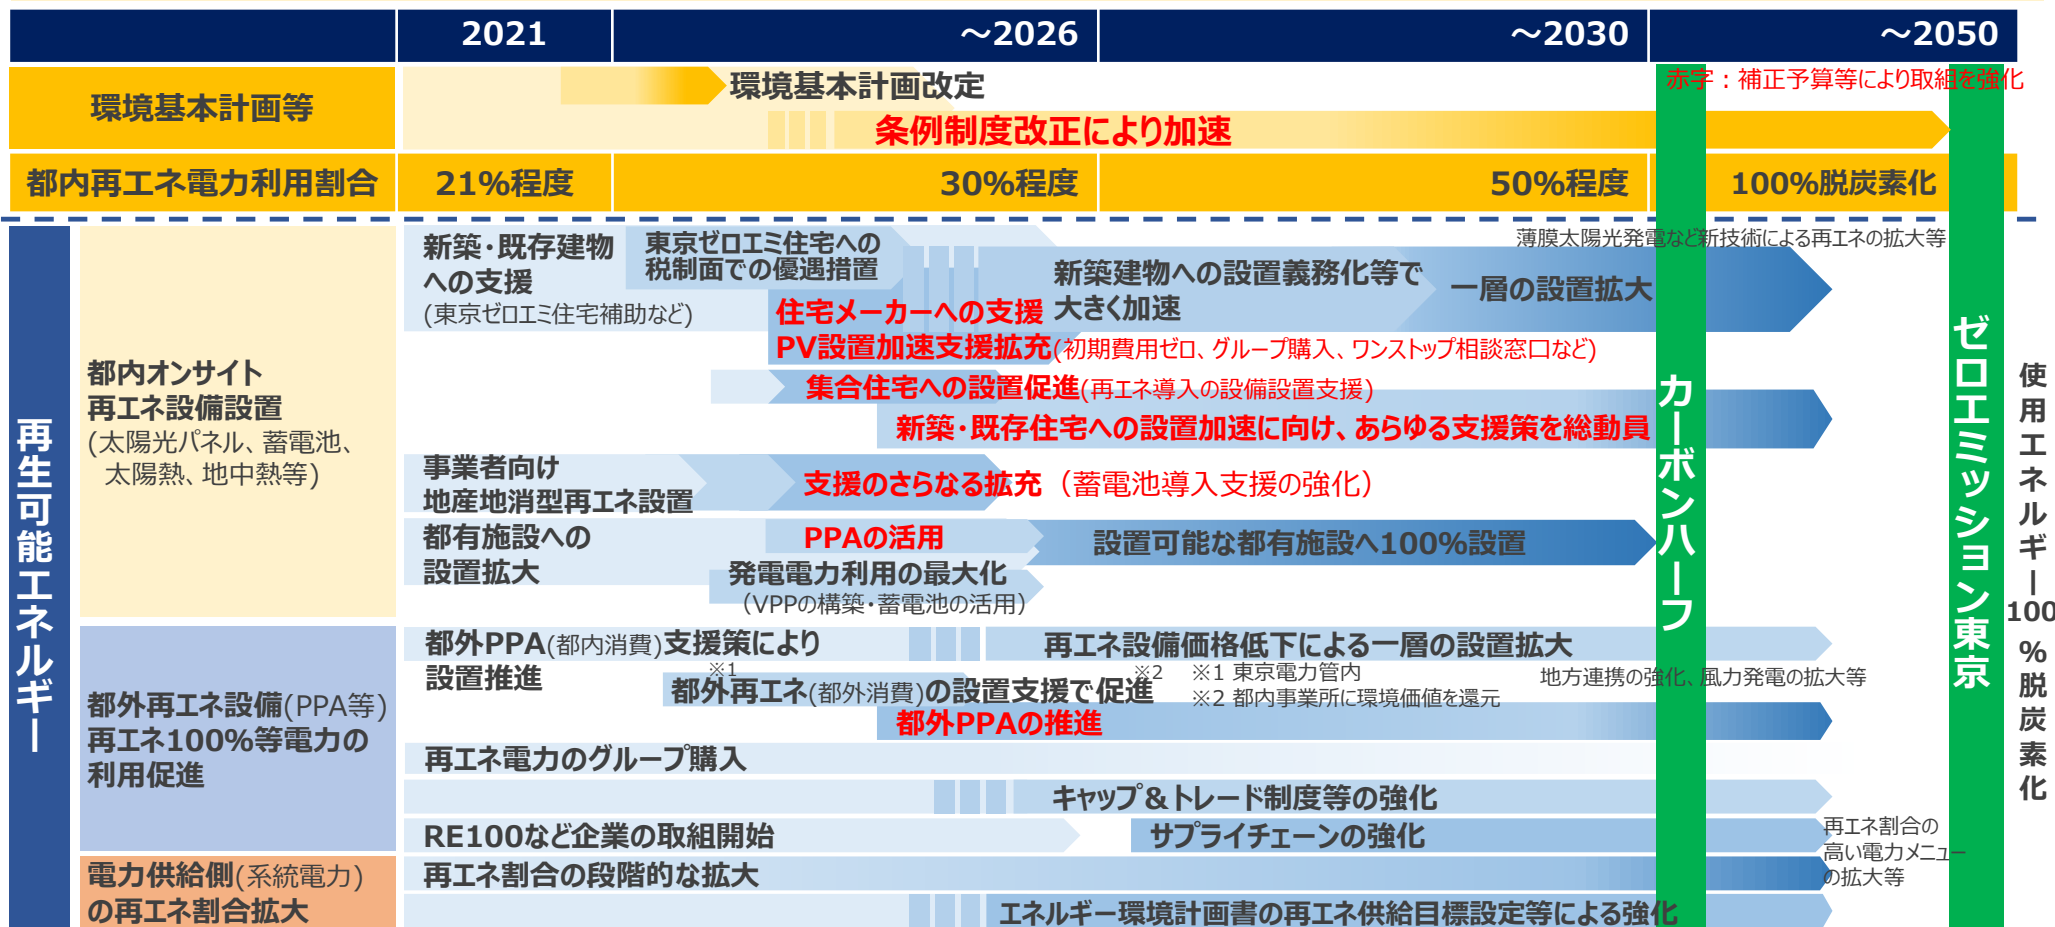 2021
～2026
～2030
～2050
環境基本計画等
環境基本計画改定
赤字：補正予算等により取組を強化
条例制度改正により加速
都内再エネ電力利用割合
21%程度
30%程度
50%程度
100%脱炭素化
再生可能エネルギー
都内オンサイト
再エネ設備設置
(太陽光パネル、蓄電池、
太陽熱、地中熱等)
新築・既存建物
への支援
(東京ゼロエミ住宅補助など)
東京ゼロエミ住宅への
税制面での優遇措置
薄膜太陽光発電など新技術による再エネの拡大等
新築建物への設置義務化等で
大きく加速
一層の設置拡大
住宅メーカーへの支援
PV設置加速支援拡充(初期費用ゼロ、グループ購入、ワンストップ相談窓口など)
集合住宅への設置促進(再エネ導入の設備設置支援)
新築・既存住宅への設置加速に向け、あらゆる支援策を総動員
事業者向け
地産地消型再エネ設置
支援のさらなる拡充（蓄電池導入支援の強化）
都有施設への
設置拡大
PPAの活用
設置可能な都有施設へ100%設置
発電電力利用の最大化
（VPPの構築・蓄電池の活用）
都外再エネ設備(PPA等)
再エネ100%等電力の
利用促進
都外PPA(都内消費)支援策により
設置推進
※1
再エネ設備価格低下による一層の設置拡大
都外再エネ(都外消費)の設置支援で促進
※2
※1 東京電力管内
※2 都内事業所に環境価値を還元
地方連携の強化、風力発電の拡大等
都外PPAの推進
再エネ電力のグループ購入
キャップ＆トレード制度等の強化
RE100など企業の取組開始
サプライチェーンの強化
再エネ割合の
高い電力メニュー
の拡大等
電力供給側(系統電力)
の再エネ割合拡大
再エネ割合の段階的な拡大
エネルギー環境計画書の再エネ供給目標設定等による強化
カーボンハーフ
ゼロエミッション東京
使用エネルギー100%脱炭素化